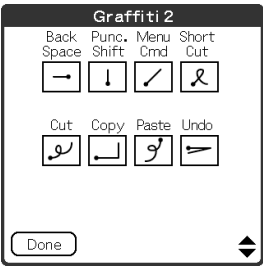 Graffiti 2
Back Punc. Menu Short
Space Shift Cmd Cut
Cut Copy Paste Undo
Done